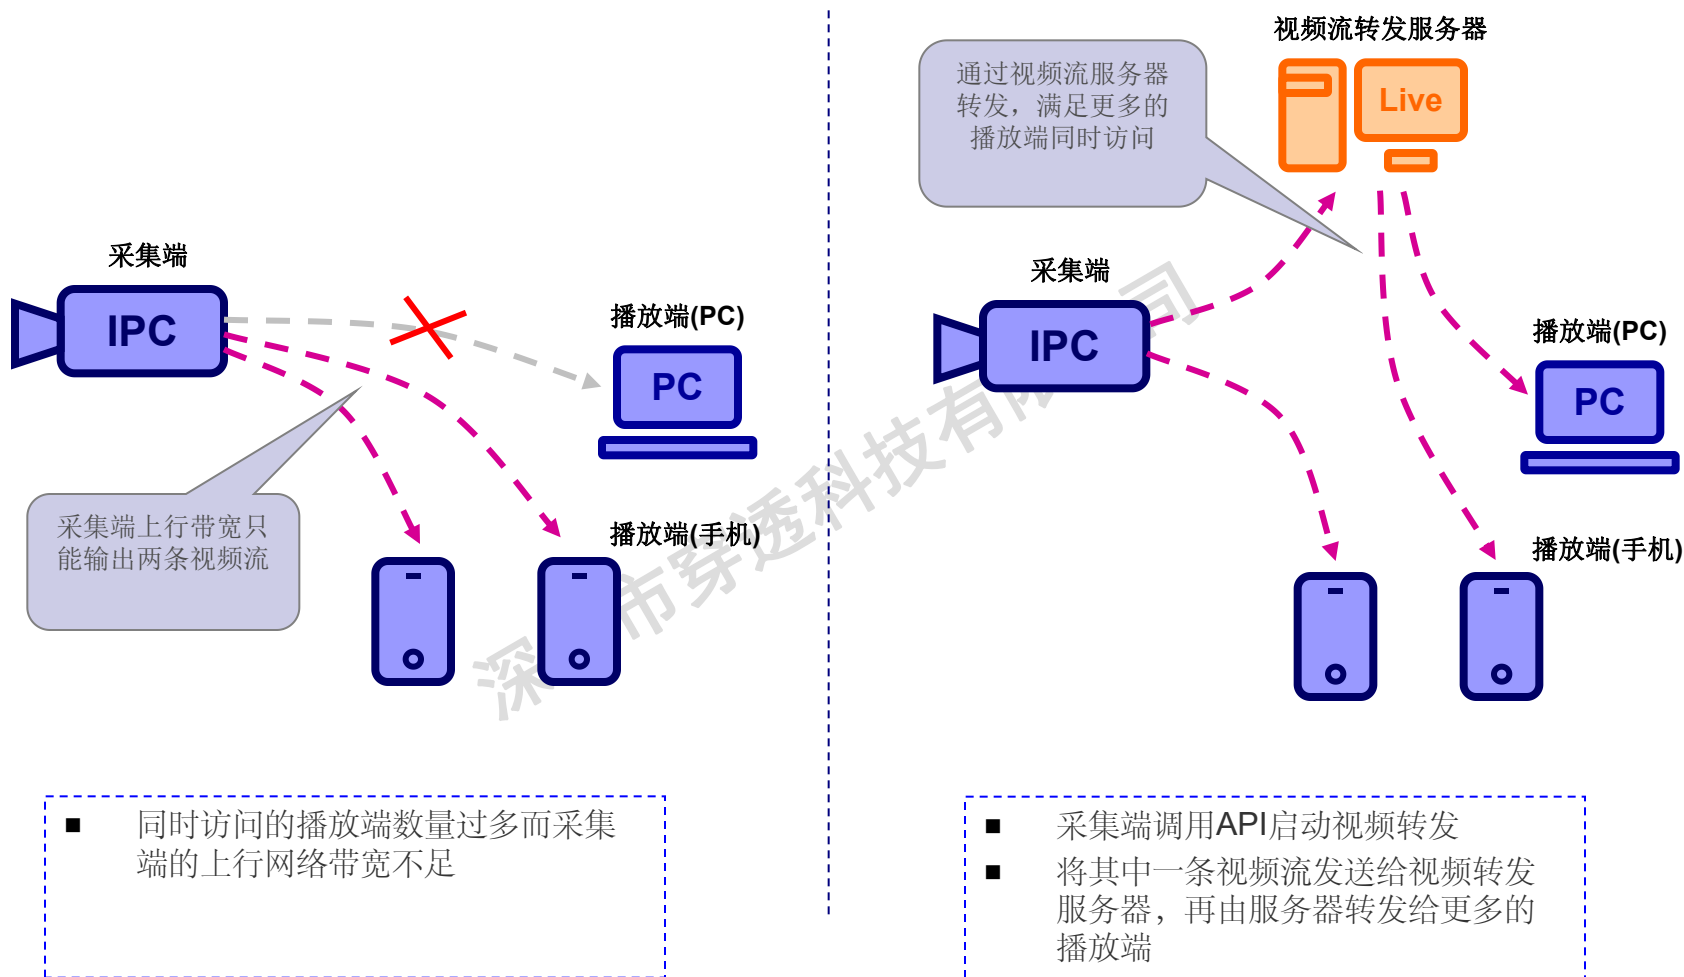 采集端
IPC
播放端(PC)
PC
采集端上行带宽只
能输出两条视频流
播放端(手机)
同时访问的播放端数量过多而采集
端的上行网络带宽不足
视频流转发服务器
通过视频流服务器
转发，满足更多的
播放端同时访问
Live
采集端
IPC
播放端(PC)
PC
播放端(手机)
采集端调用API启动视频转发
将其中一条视频流发送给视频转发
服务器，再由服务器转发给更多的
播放端
深 市穿透科技有限 司